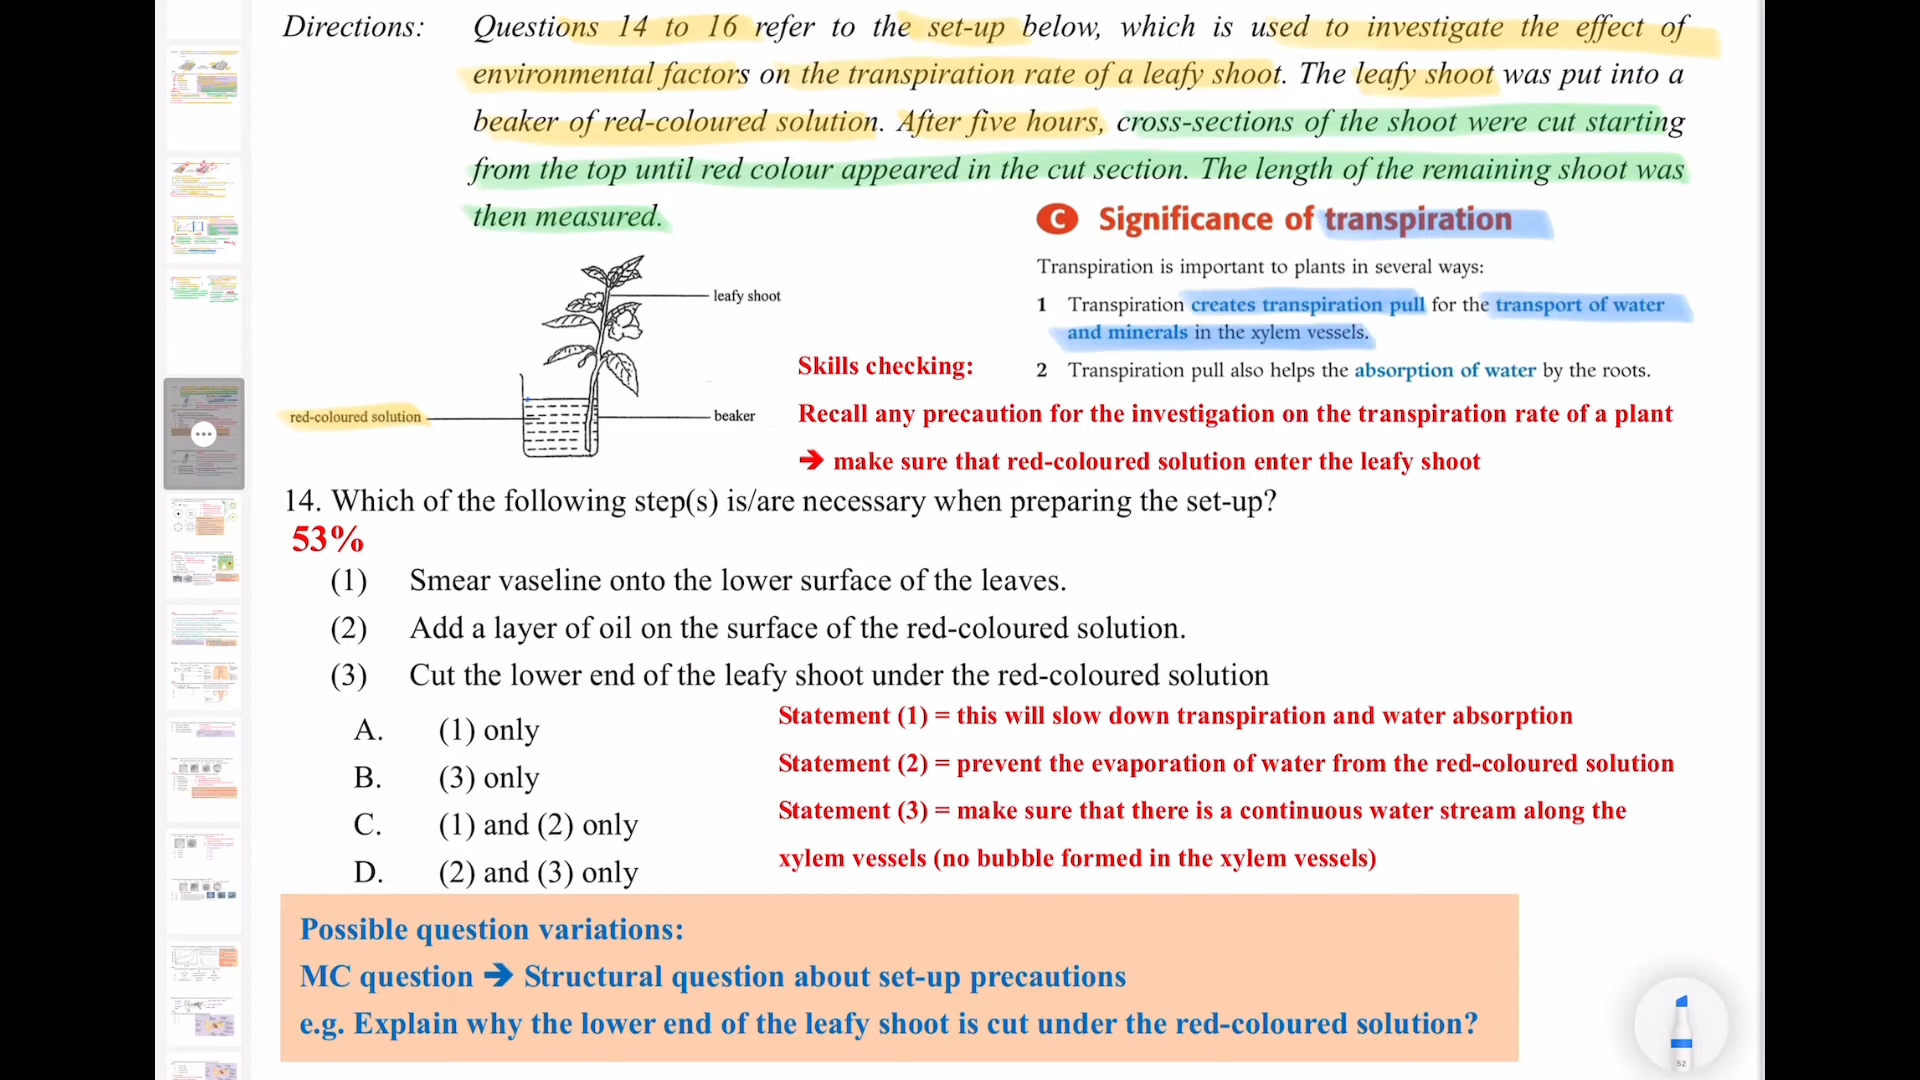 Directions: Questions 14 to 16 refer to the set-up below, which is used to investigate the effect of
environmental factors on the transpiration rate of a leafy shoot. The leafy shoot was put into a
beaker of red-coloured solution. After five hours, cross-sections of the shoot were cut starting
from the top until red colour appeared in the cut section. The length of the remaining shoot was
then measured.
C Significance of transpiration
Transpiration is important to plants in several ways:
1 Transpiration creates transpiration pull for the transport of water
and minerals in the xylem vessels.
2 Transpiration pull also helps the absorption of water by the roots.
leafy shoot
red-coloured solution
beaker
Skills checking:
Recall any precaution for the investigation on the transpiration rate of a plant
➔ make sure that red-coloured solution enter the leafy shoot
14. Which of the following step(s) is/are necessary when preparing the set-up?
53%
(1) Smear vaseline onto the lower surface of the leaves.
(2) Add a layer of oil on the surface of the red-coloured solution.
(3) Cut the lower end of the leafy shoot under the red-coloured solution
A. (1) only
B. (3) only
C. (1) and (2) only
D. (2) and (3) only
Statement (1) = this will slow down transpiration and water absorption
Statement (2) = prevent the evaporation of water from the red-coloured solution
Statement (3) = make sure that there is a continuous water stream along the
xylem vessels (no bubble formed in the xylem vessels)
Possible question variations:
MC question ➔ Structural question about set-up precautions
e.g. Explain why the lower end of the leafy shoot is cut under the red-coloured solution?
52